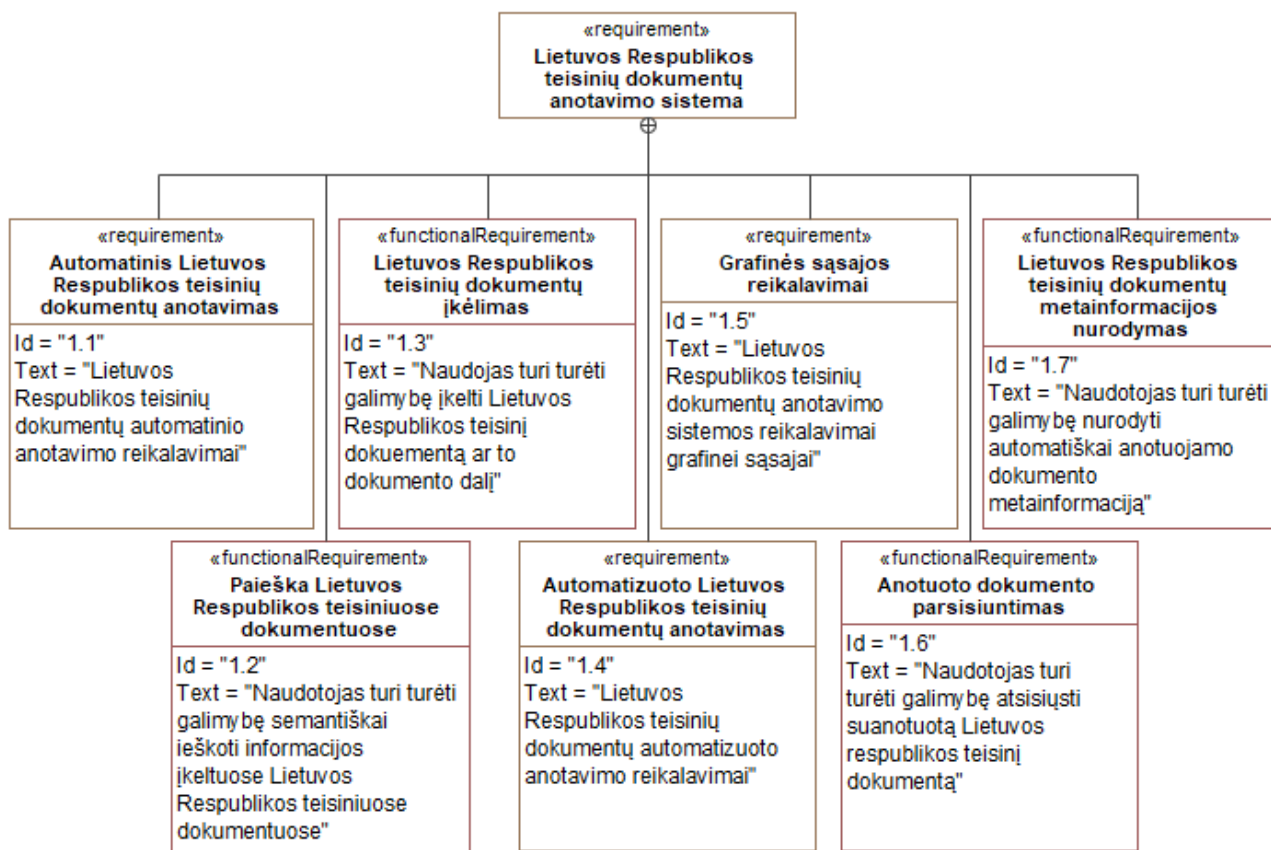 «requirement»
Lietuvos Respublikos
teisinių dokumentų
anotavimo sistema
«requirement»
Automatinis Lietuvos
Respublikos teisinių
dokumentų anotavimas
Id = "1.1"
Text = "Lietuvos
Respublikos teisinių
dokumentų automatinio
anotavimo reikalavimai"
«functionalRequirement»
Lietuvos Respublikos
teisinių dokumentų
įkėlimas
Id = "1.3"
Text = "Naudojas turi turėti
galimybę įkelti Lietuvos
Respublikos teisinį
dokuementą ar to
dokumento dalį"
«requirement»
Grafinės sąsajos
reikalavimai
Id = "1.5"
Text = "Lietuvos
Respublikos teisinių
dokumentų anotavimo
sistemos reikalavimai
grafinei sąsajai"
«functionalRequirement»
Lietuvos Respublikos
teisinių dokumentų
metainformacijos
nurodymas
Id = "1.7"
Text = "Naudotojas turi turėti
galimybę nurodyti
automatiškai anotuojamo
dokumento
metainformaciją"
«functionalRequirement»
Paieška Lietuvos
Respublikos teisiniuose
dokumentuose
Id = "1.2"
Text = "Naudotojas turi turėti
galimybę semantiškai
ieškoti informacijos
įkeltuose Lietuvos
Respublikos teisiniuose
dokumentuose"
«requirement»
Automatizuoto Lietuvos
Respublikos teisinių
dokumentų anotavimas
Id = "1.4"
Text = "Lietuvos
Respublikos teisinių
dokumentų automatizuoto
anotavimo reikalavimai"
«functionalRequirement»
Anotuoto dokumento
parsisiuntimas
Id = "1.6"
Text = "Naudotojas turi
turėti galimybę atsisiųsti
suanotuotą Lietuvos
respublikos teisinį
dokumentą"